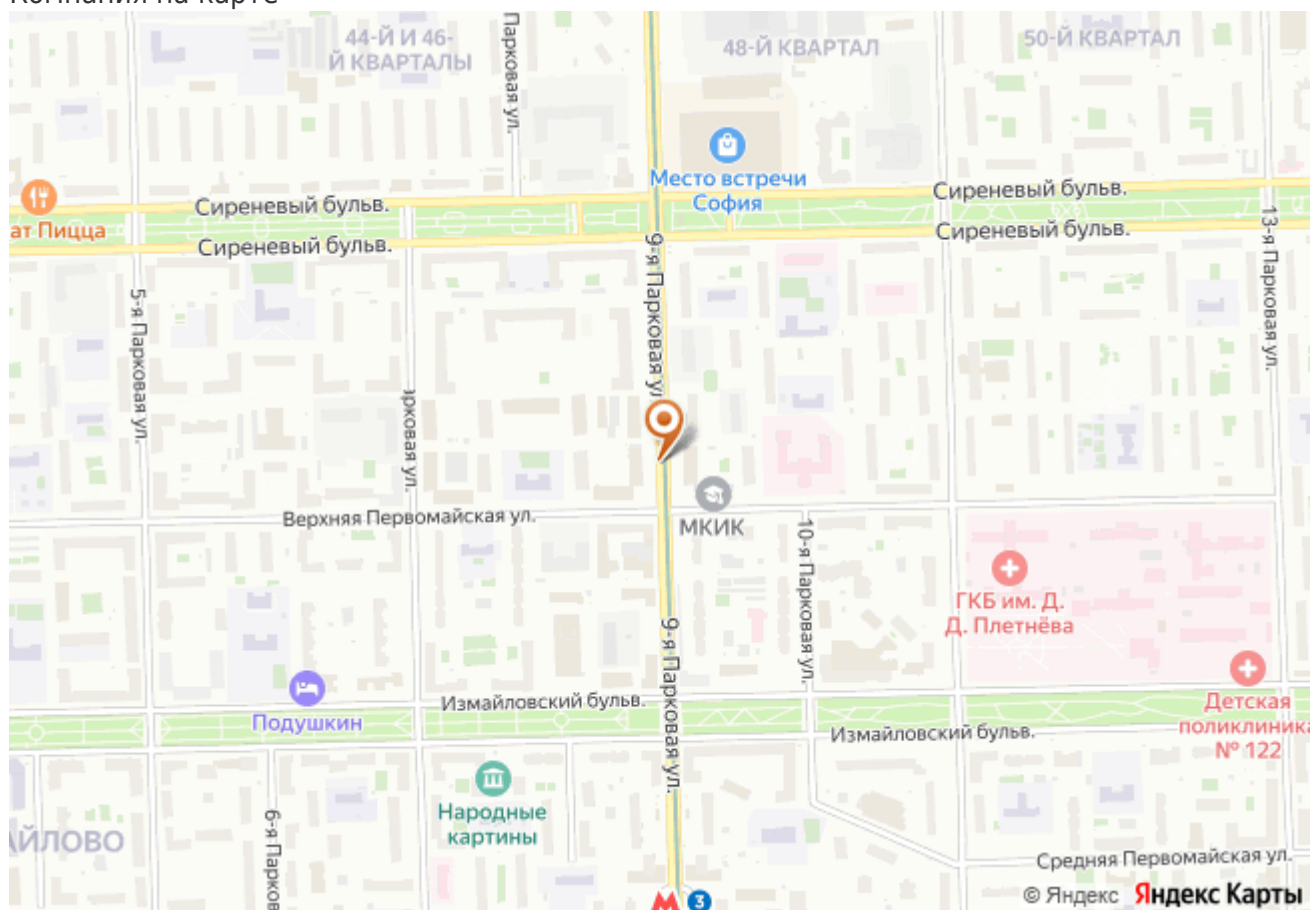 Компания на карте
44-Й И 46-
Й КВАРТАЛЫ
Парковая ул.
48-Й КВАРТАЛ
50-Й КВАРТАЛ
Место встречи
София
Сиреневый бульв.
Сиреневый бульв.
ат Пицца
Сиреневый бульв.
Сиреневый бульв.
13-я Парковая ул.
9-я Парковая ул
5-я Парковая ул.
арковая ул.
Верхняя Первомайская ул.
МКИК
10-я Парковая ул.
ГКБ им. Д.
Д. Плетнёва
9-я Парковая ул.
Подушкин
Измайловский бульв.
Измайловский бульв.
Детская
поликлиника
№ 122
Народные
картины
6-я Парков
АЙЛОВО
Средняя Первомайская ул.
М 3
© Яндекс Яндекс Карты